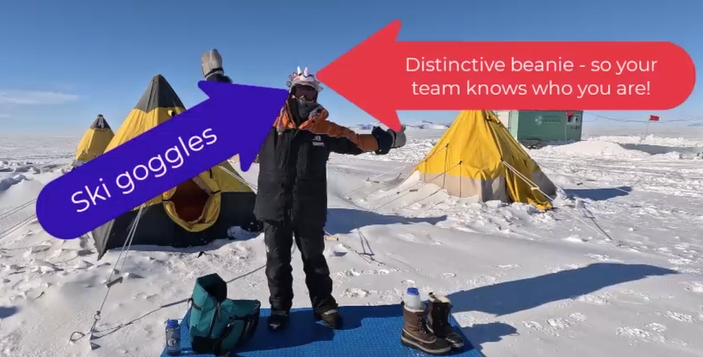 Distinctive beanie - so your
team knows who you are!
Ski goggles